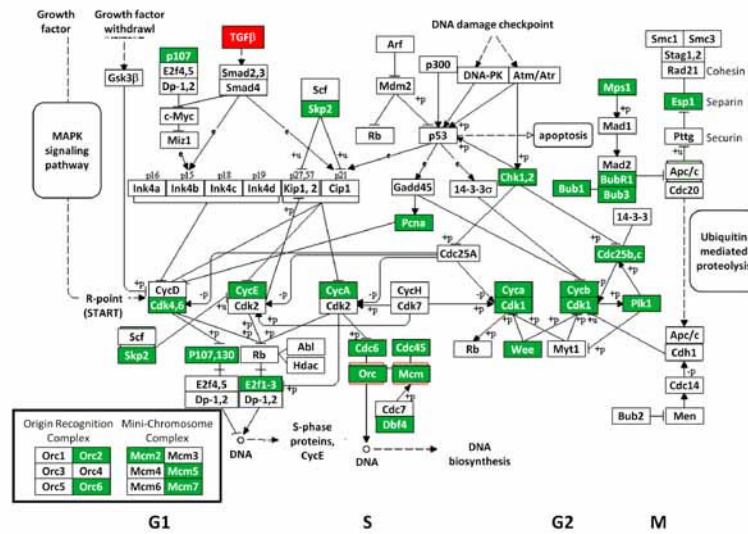 Growth factor
Growth factor withdrawl
DNA damage checkpoint
TGFβ
p107
E2f4,5
Dp-1,2
Gsk3β
Smad2,3
Smad4
c-Myc
Miz1
Scf
Skp2
Arf
Mdm2
Rb
p300
DNA-PK
Atm/Atr
p53
apoptosis
Smc1
Smc3
Stag1,2
Rad21
Cohesin
Mps1
Esp1
Separin
Mad1
Pttg
Securin
MAPK signaling pathway
p16
p15
p18
p19
p27,57
p21
Ink4a
Ink4b
Ink4c
Ink4d
Kip1, 2
Cip1
Gadd45
14-3-3σ
Chk1,2
Mad2
BubR1
Bub3
Bub1
Apc/c
Cdc20
Pcna
14-3-3
Cdc25A
Cdc25b,c
Ubiquitin mediated proteolysis
R-point
(START)
CycD
Cdk4,6
CycE
Cdk2
CycA
Cdk2
CycH
Cdk7
Cyca
Cdk1
Cycb
Cdk1
Plk1
Scf
Skp2
P107,130
Rb
Abl
Hdac
Cdc6
Cdc45
Orc
Mcm
Rb
Wee
Myt1
Apc/c
Cdh1
E2f4,5
Dp-1,2
E2f1-3
Dp-1,2
Cdc7
Dbf4
Cdc14
Bub2
Men
DNA
S-phase proteins, CycE
DNA
DNA biosynthesis
Origin Recognition Complex
Mini-Chromosome Complex
Orc1 Orc2
Orc3 Orc4
Orc5 Orc6
Mcm2 Mcm3
Mcm4 Mcm5
Mcm6 Mcm7
G1
S
G2
M